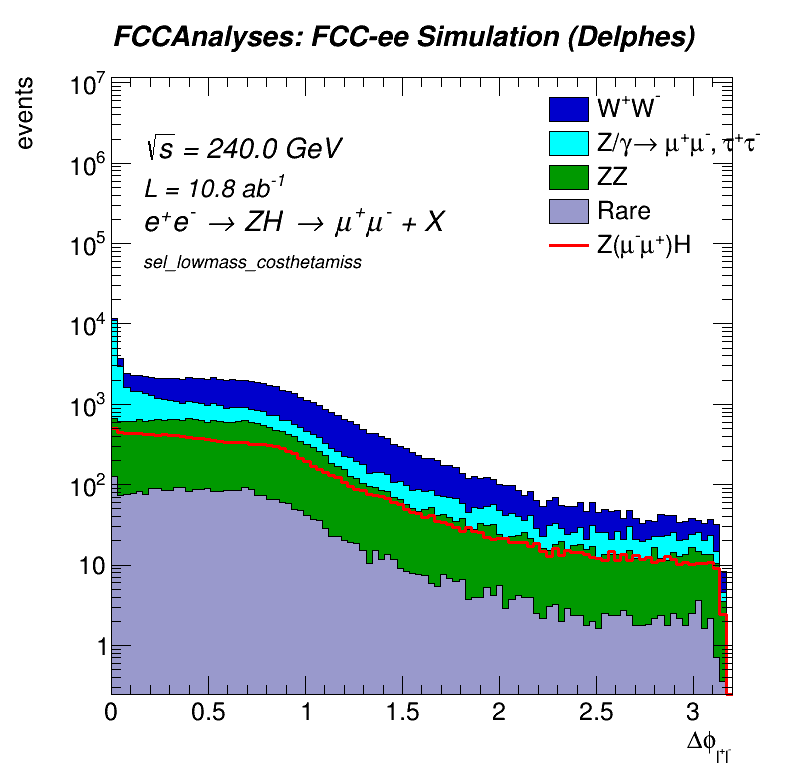 FCCAnalyses: FCC-ee Simulation (Delphes)
events
10⁷
10⁶
10⁵
10⁴
10³
10²
10
1
√s = 240.0 GeV
L = 10.8 ab⁻¹
e⁺e⁻ → ZH → μ⁺μ⁻ + X
sel_lowmass_costhetamiss
W⁺W⁻
Z/γ→ μ⁺μ⁻, τ⁺τ⁻
ZZ
Rare
Z(μ⁻μ⁺)H
0 0.5 1 1.5 2 2.5 3
Δϕ_l⁺l⁻